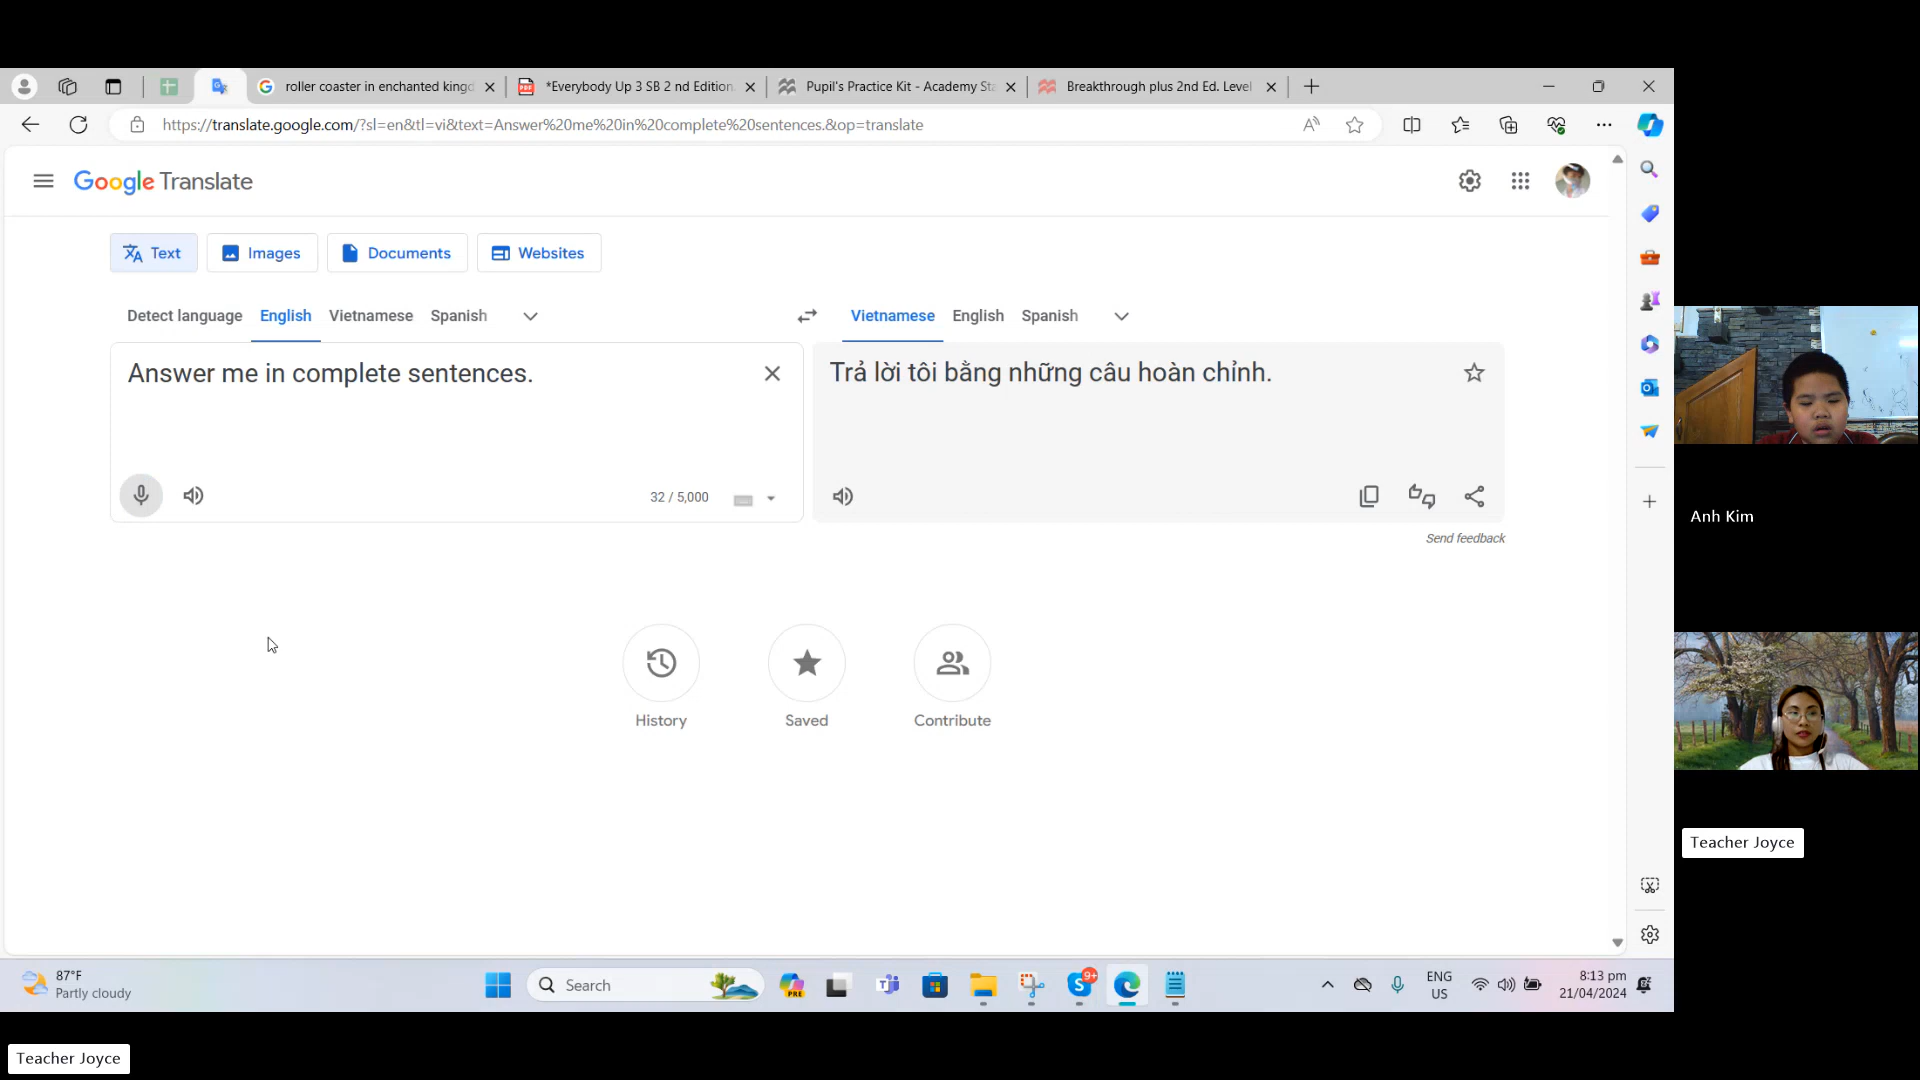 roller coaster in enchanted kingd
*Everybody Up 3 SB 2 nd Edition.
Pupil's Practice Kit - Academy Sta
Breakthrough plus 2nd Ed. Level
https://translate.google.com/?sl=en&tl=vi&text=Answer%20me%20in%20complete%20sentences.&op=translate
Google Translate
Text
Images
Documents
Websites
Detect language English Vietnamese Spanish
Vietnamese English Spanish
Answer me in complete sentences.
Trả lời tôi bằng những câu hoàn chỉnh.
32 / 5,000
Send feedback
History
Saved
Contribute
Anh Kim
Teacher Joyce
87°F
Partly cloudy
Search
PRE
9+
ENG
US
8:13 pm
21/04/2024
Teacher Joyce